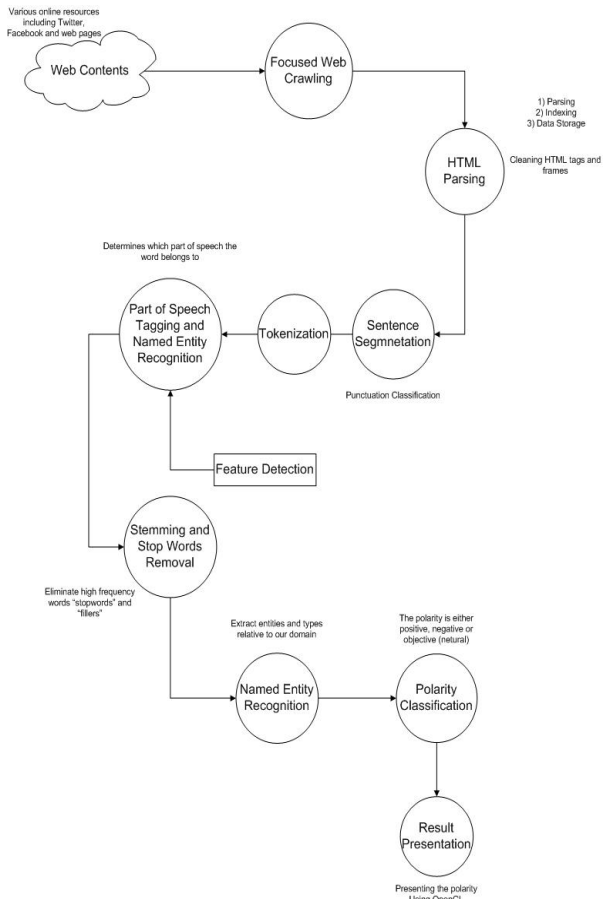 Various online resources
including Twitter,
Facebook and web pages
Web Contents
Focused Web
Crawling
1) Parsing
2) Indexing
3) Data Storage
HTML
Parsing
Cleaning HTML tags and
frames
Determines which part of speech the
word belongs to
Part of Speech
Tagging and
Named Entity
Recognition
Tokenization
Sentence
Segmnetation
Punctuation Classification
Feature Detection
Stemming and
Stop Words
Removal
Eliminate high frequency
words “stopwords” and
“fillers”
Extract entities and types
relative to our domain
The polarity is either
positive, negative or
objective (netural)
Named Entity
Recognition
Polarity
Classification
Result
Presentation
Presenting the polarity
Using